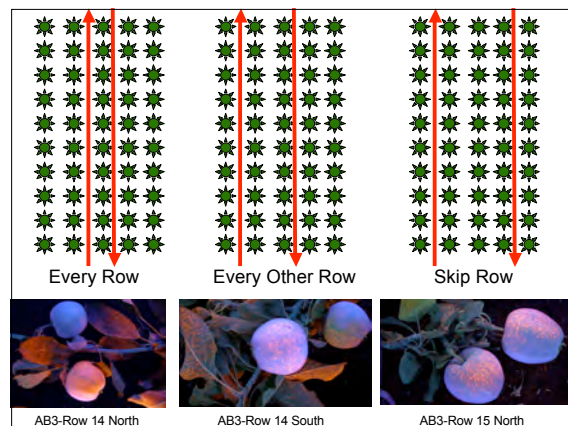 Every Row
Every Other Row
Skip Row
AB3-Row 14 North
AB3-Row 14 South
AB3-Row 15 North